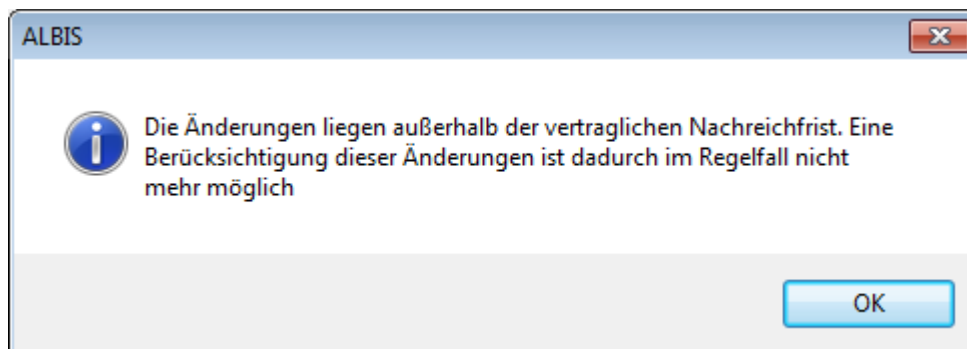 ALBIS
Die Änderungen liegen außerhalb der vertraglichen Nachreichfrist. Eine
Berücksichtigung dieser Änderungen ist dadurch im Regelfall nicht
mehr möglich
OK